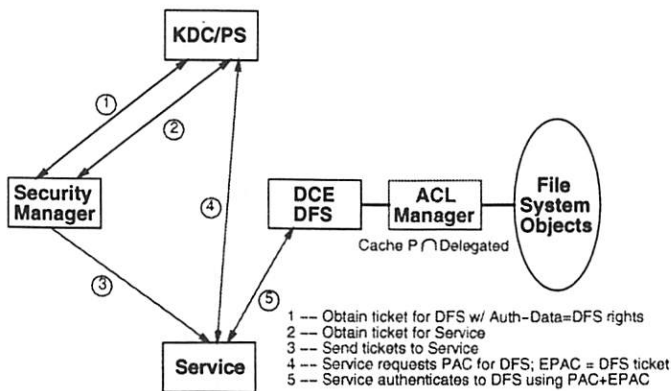 KDC/PS
1
2
Security
Manager
4
DCE
DFS
ACL
Manager
File
System
Objects
Cache P ∩ Delegated
3
5
Service
1 -- Obtain ticket for DFS w/ Auth-Data=DFS rights
2 -- Obtain ticket for Service
3 -- Send tickets to Service
4 -- Service requests PAC for DFS; EPAC = DFS ticket
5 -- Service authenticates to DFS using PAC+EPAC